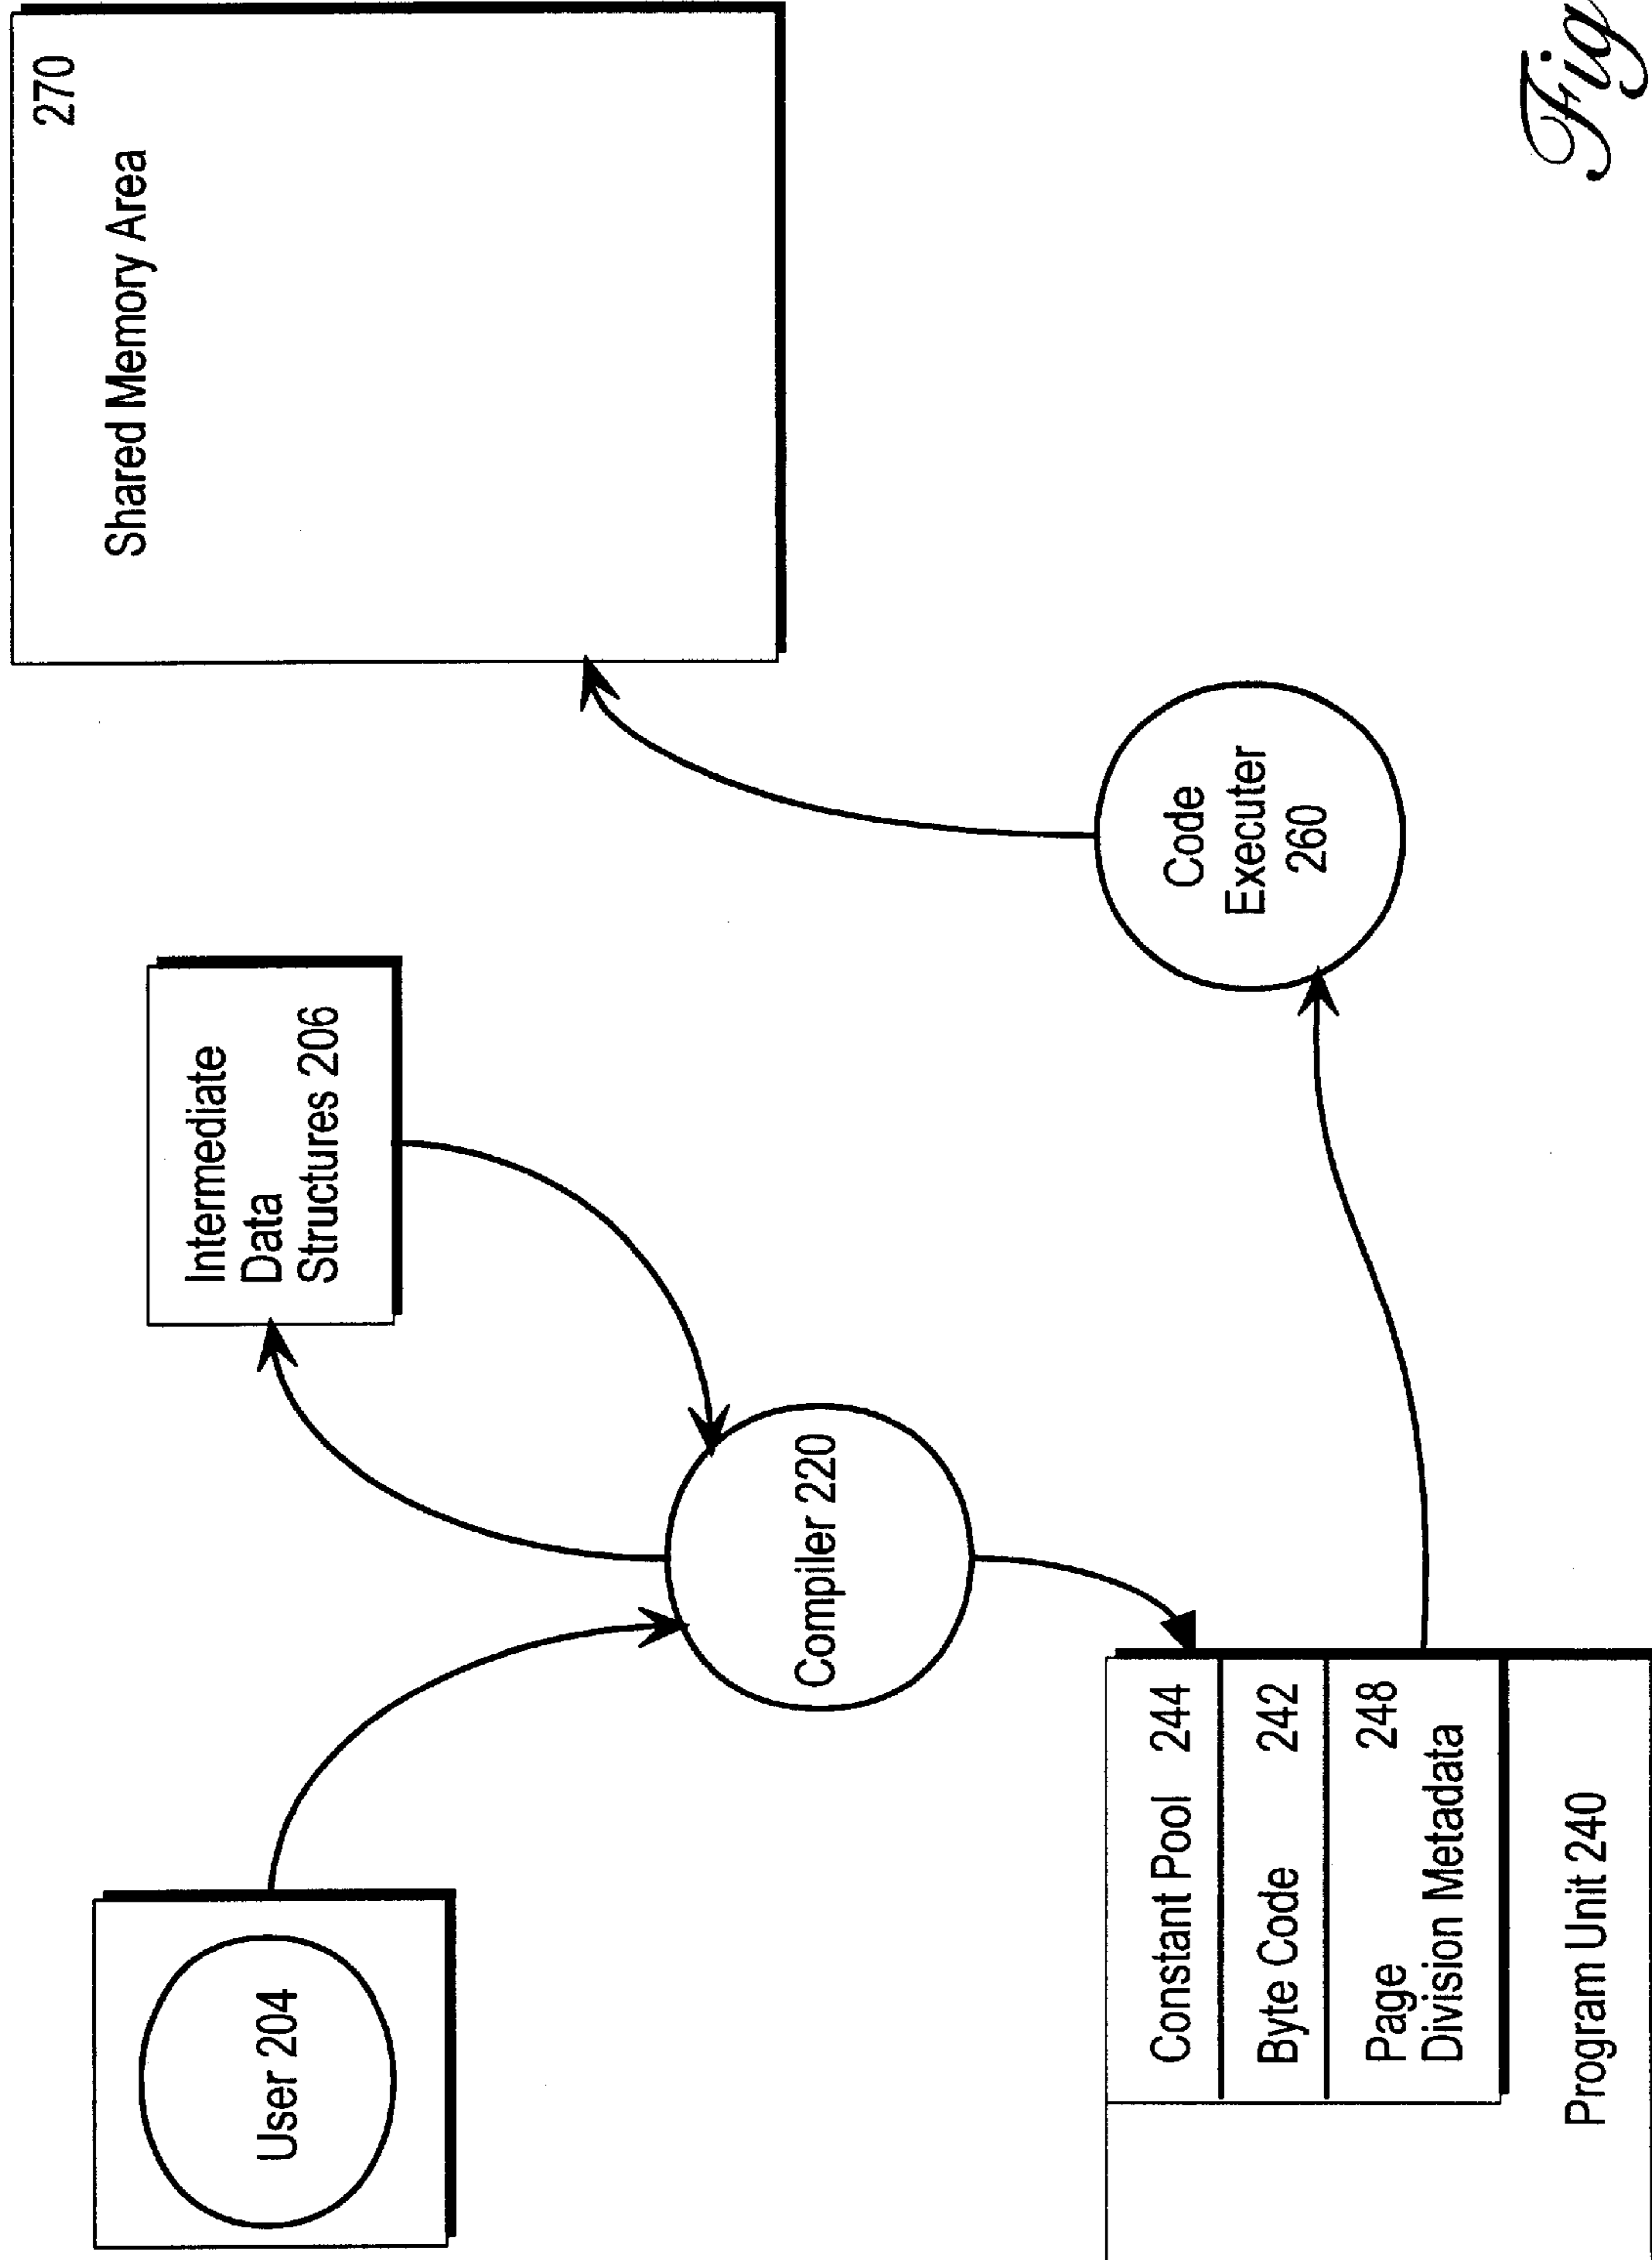 User 204
Intermediate
Data
Structures 206
270
Shared Memory Area
Compiler 220
Code
Executer
260
Constant Pool 244
Byte Code 242
Page 248
Division Metadata
Program Unit 240
Fig